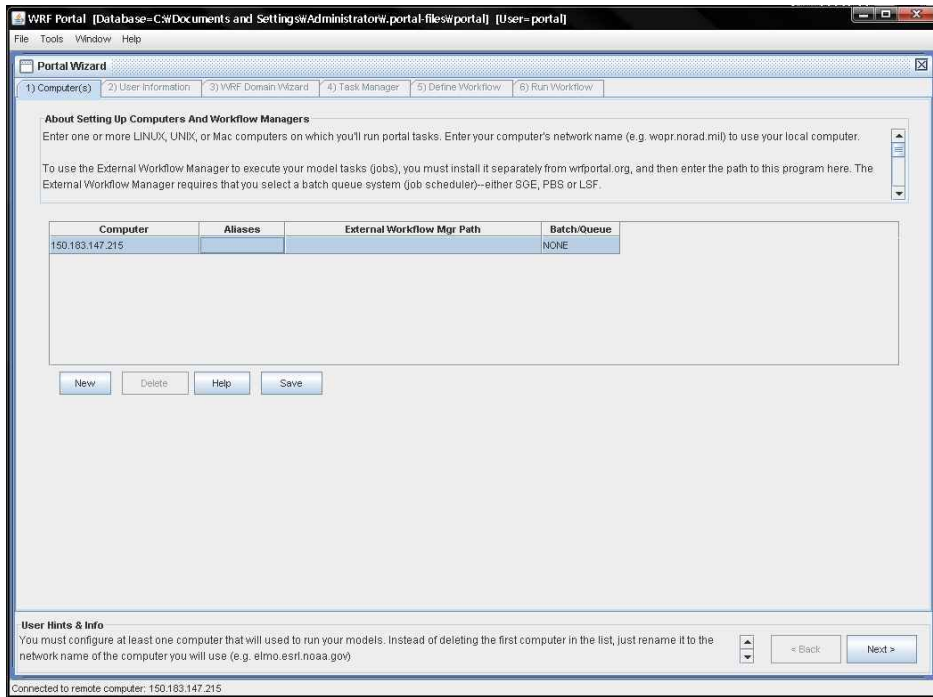 WRF Portal [Database=C:₩Documents and Settings₩Administrator₩.portal-files₩portal] [User=portal]
File Tools Window Help
Portal Wizard
1) Computer(s) 2) User Information 3) WRF Domain Wizard 4) Task Manager 5) Define Workflow 6) Run Workflow
About Setting Up Computers And Workflow Managers
Enter one or more LINUX, UNIX, or Mac computers on which you'll run portal tasks. Enter your computer's network name (e.g. wopr.norad.mil) to use your local computer.
To use the External Workflow Manager to execute your model tasks (jobs), you must install it separately from wrfportal.org, and then enter the path to this program here. The
External Workflow Manager requires that you select a batch queue system (job scheduler)--either SGE, PBS or LSF.
Computer Aliases External Workflow Mgr Path Batch/Queue
150.183.147.215 NONE
New Delete Help Save
User Hints & Info
You must configure at least one computer that will used to run your models. Instead of deleting the first computer in the list, just rename it to the
network name of the computer you will use (e.g. elmo.esrl.noaa.gov)
< Back Next >
Connected to remote computer: 150.183.147.215